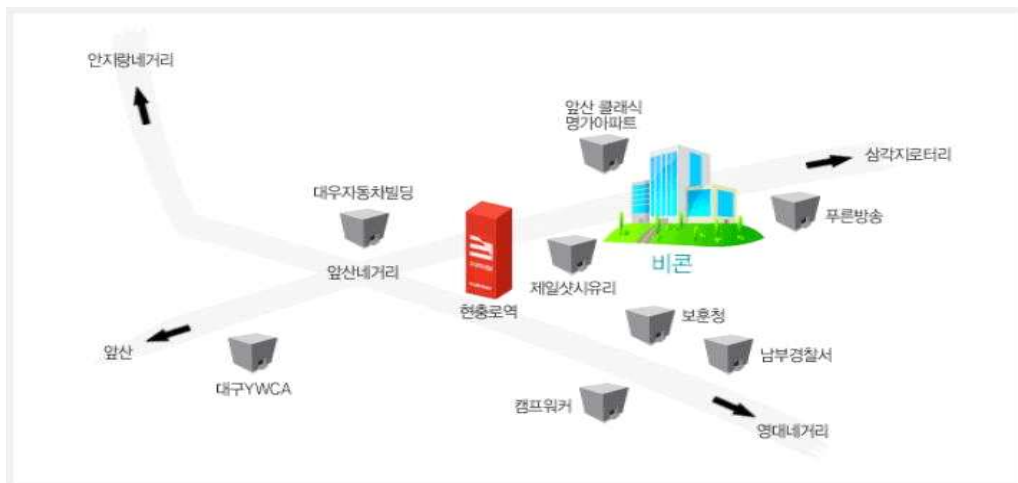 안지랑네거리
앞산 클래식
명가아파트
삼각지로터리
대우자동차빌딩
푸른방송
앞산네거리
비콘
제일샷시유리
현충로역
보훈청
앞산
남부경찰서
대구YWCA
캠프워커
영대네거리